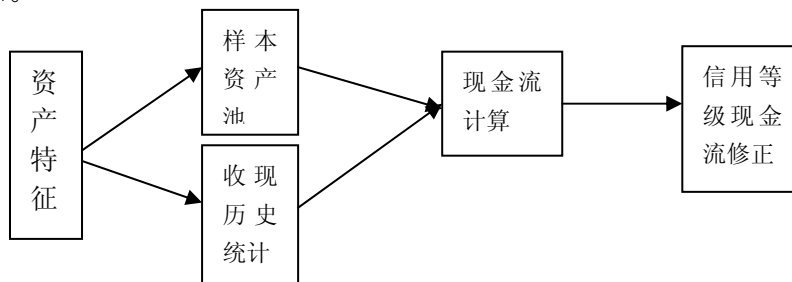 资
产
特
征
样本
资产
池
收现
历史
统计
现金流
计算
信用等
级现金
流修正